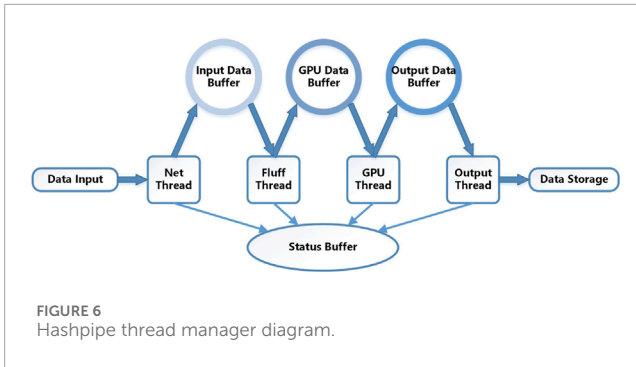 Input Data
Buffer
GPU Data
Buffer
Output Data
Buffer
Data Input
Net
Thread
Fluff
Thread
GPU
Thread
Output
Thread
Data Storage
Status Buffer
FIGURE 6
Hashpipe thread manager diagram.